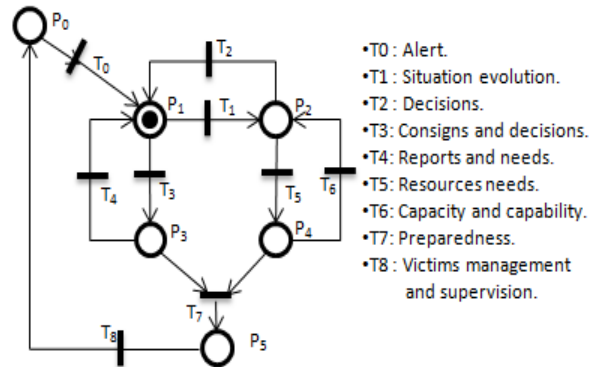 P0
T0
T2
P1
T1
P2
T4
T3
T5
T6
P3
P4
T7
T8
P5
•T0 : Alert.
•T1 : Situation evolution.
•T2 : Decisions.
•T3 : Consigns and decisions.
•T4 : Reports and needs.
•T5 : Resources needs.
•T6 : Capacity and capability.
•T7 : Preparedness.
•T8 : Victims management
and supervision.